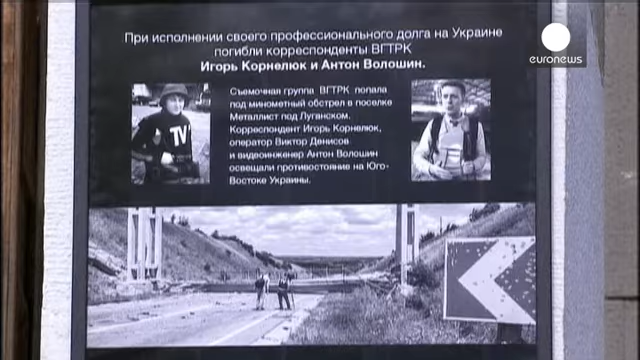 При исполнении своего профессионального долга на Украине
погибли корреспонденты ВГТРК
Игорь Корнелюк и Антон Волошин.
Съемочная группа ВГТРК попала
под минометный обстрел в поселке
Металлист под Луганском.
Корреспондент Игорь Корнелюк,
оператор Виктор Денисов
и видеоинженер Антон Волошин
освещали противостояние на Юго-
Востоке Украины.
TV
euronews